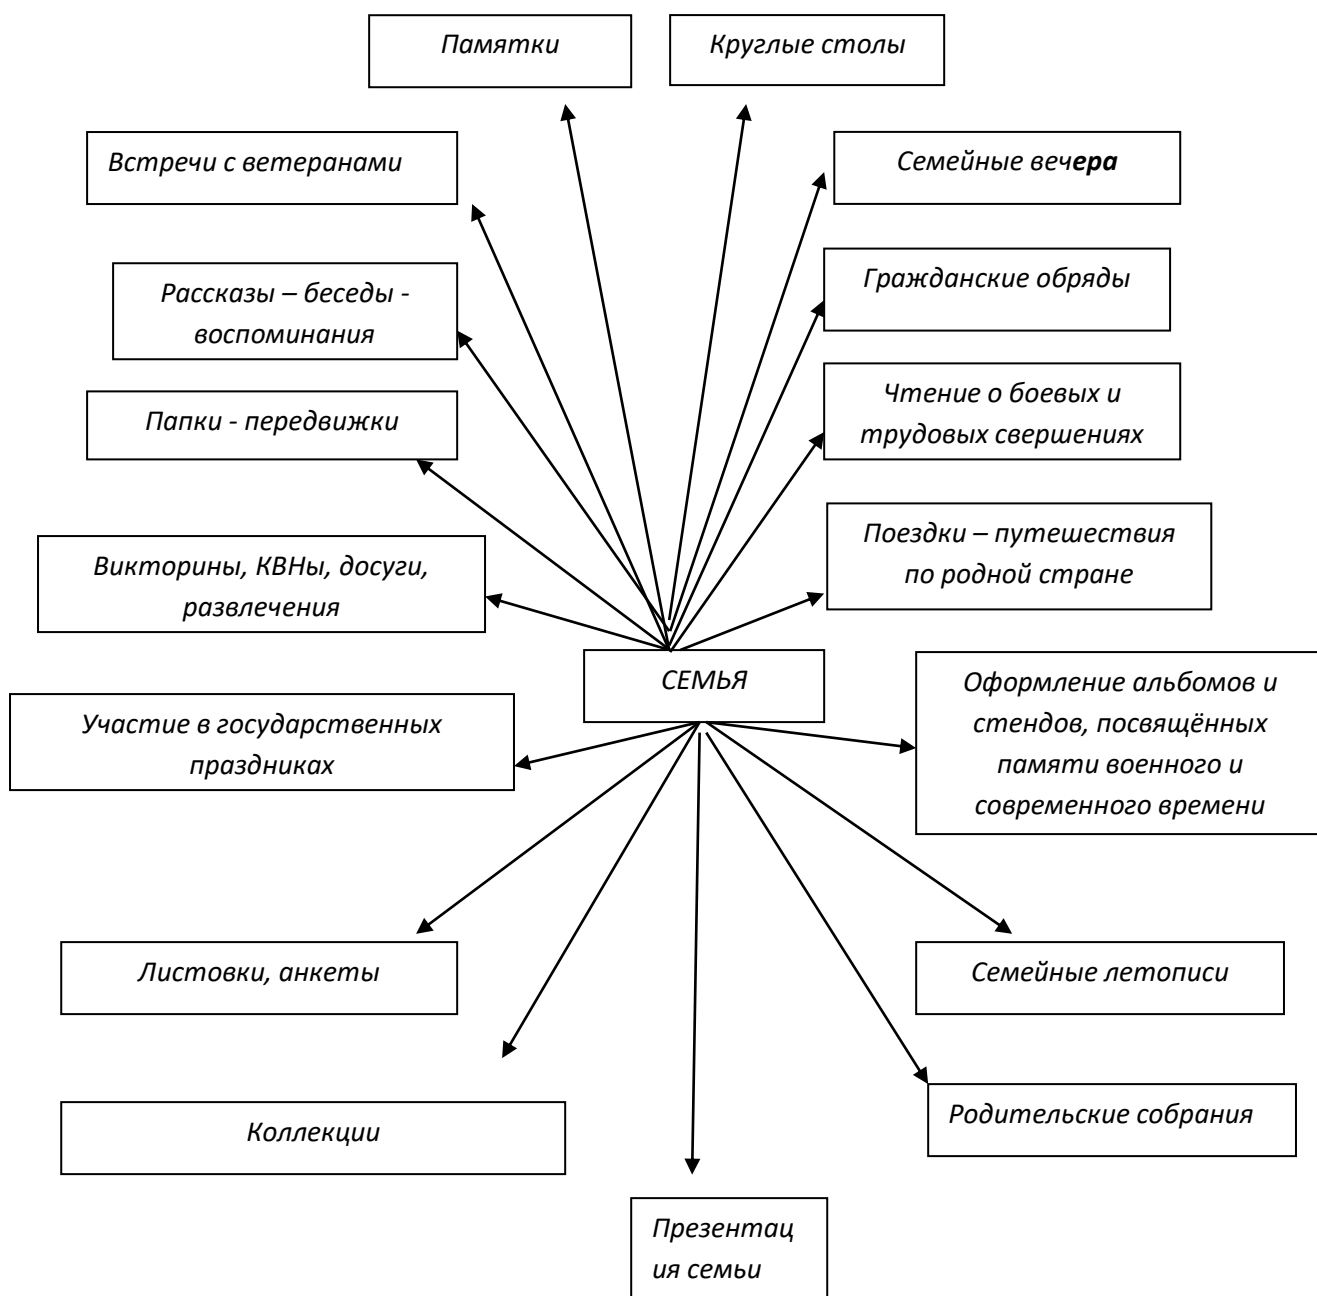 Памятки
Круглые столы
Встречи с ветеранами
Семейные вечера
Рассказы – беседы -
воспоминания
Гражданские обряды
Папки - передвижки
Чтение о боевых и
трудовых свершениях
Викторины, КВНы, досуги,
развлечения
Поездки – путешествия
по родной стране
СЕМЬЯ
Участие в государственных
праздниках
Оформление альбомов и
стендов, посвящённых
памяти военного и
современного времени
Листовки, анкеты
Семейные летописи
Коллекции
Родительские собрания
Презентац
ия семьи